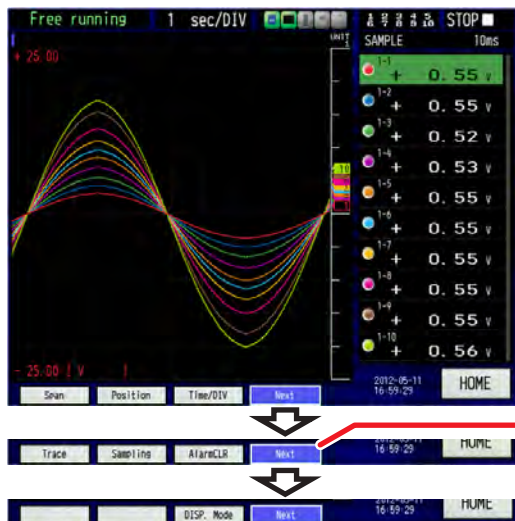 Free running 1 sec/DIV STOP
UNIT
1
SAMPLE 10ms
+ 25.00
1-1 + 0.55 V
1-2 + 0.55 V
1-3 + 0.52 V
1-4 + 0.53 V
1-5 + 0.55 V
1-6 + 0.55 V
1-7 + 0.55 V
1-8 + 0.55 V
1-9 + 0.55 V
1-10 + 0.56 V
10
- 25.00 V
Span Position Time/DIV Next
2012-05-11
16:59:29
HOME
Trace Sampling AlarmCLR Next
16:59:29
HOME
DISP. Mode Next
16:59:29
HOME